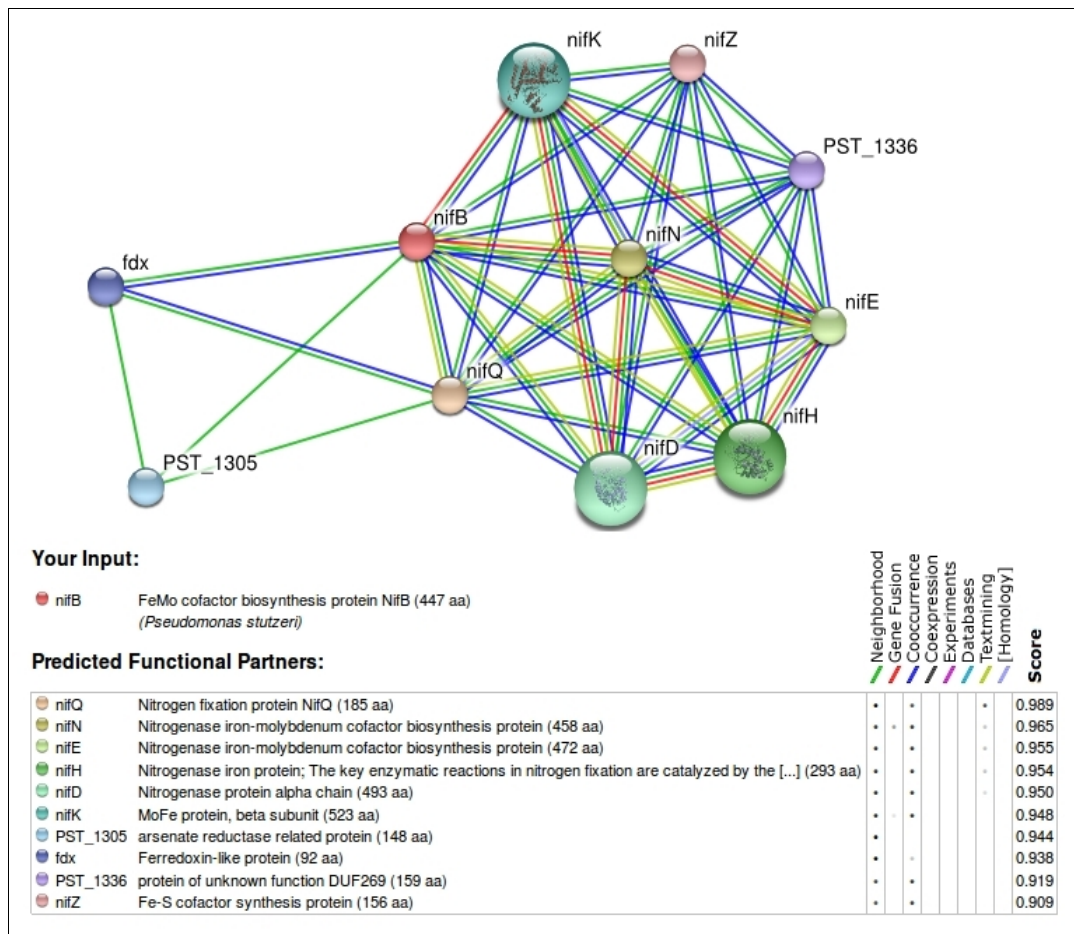 nifK
nifZ
PST_1336
nifB
nifN
fdx
nifE
nifQ
nifH
nifD
PST_1305
Your Input:
Neighborhood
Gene Fusion
Cooccurrence
Coexpression
Experiments
Databases
Textmining
[Homology]
Score
nifB FeMo cofactor biosynthesis protein NifB (447 aa)
(Pseudomonas stutzeri)
Predicted Functional Partners:
nifQ Nitrogen fixation protein NifQ (185 aa) 0.989
nifN Nitrogenase iron-molybdenum cofactor biosynthesis protein (458 aa) 0.965
nifE Nitrogenase iron-molybdenum cofactor biosynthesis protein (472 aa) 0.955
nifH Nitrogenase iron protein; The key enzymatic reactions in nitrogen fixation are catalyzed by the [...] (293 aa) 0.954
nifD Nitrogenase protein alpha chain (493 aa) 0.950
nifK MoFe protein, beta subunit (523 aa) 0.948
PST_1305 arsenate reductase related protein (148 aa) 0.944
fdx Ferredoxin-like protein (92 aa) 0.938
PST_1336 protein of unknown function DUF269 (159 aa) 0.919
nifZ Fe-S cofactor synthesis protein (156 aa) 0.909